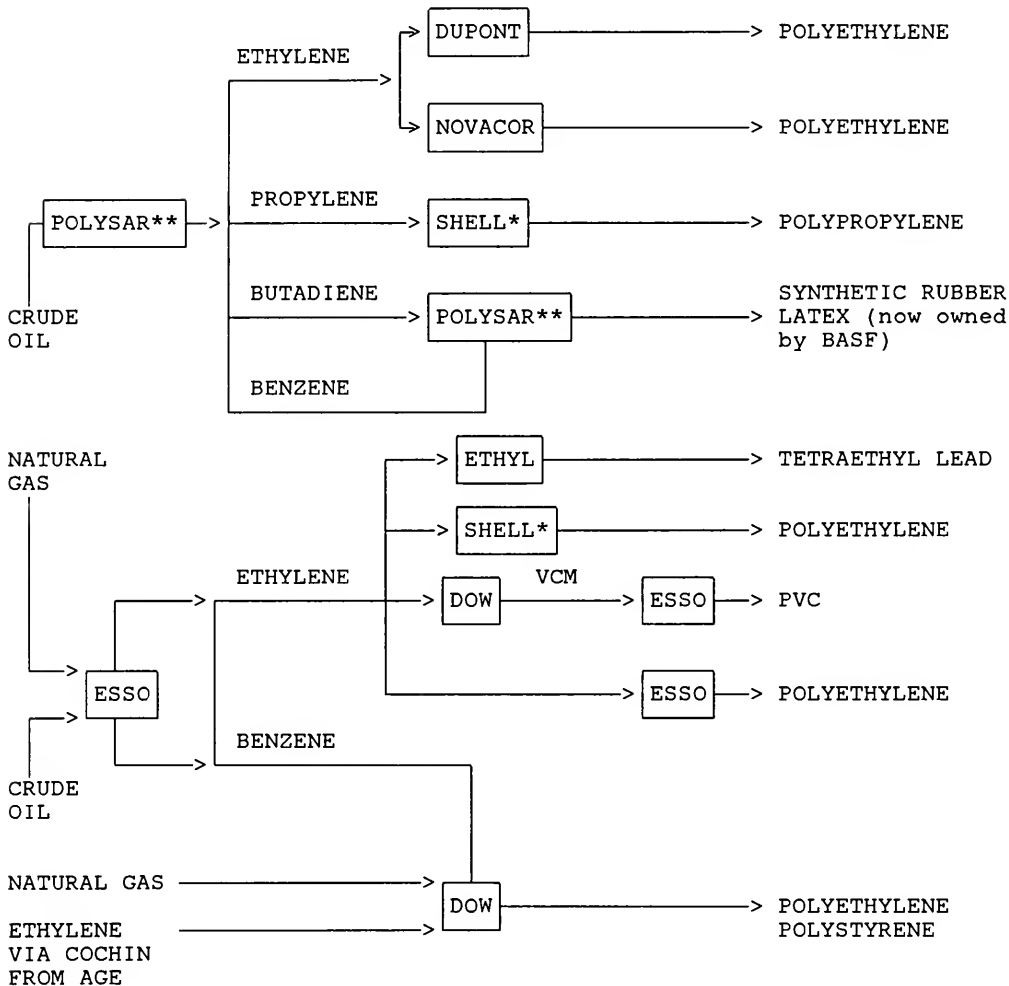 DUPONT
POLYETHYLENE
ETHYLENE
NOVACOR
POLYETHYLENE
PROPYLENE
POLYSAR**
SHELL*
POLYPROPYLENE
CRUDE
OIL
BUTADIENE
POLYSAR**
SYNTHETIC RUBBER
LATEX (now owned
by BASF)
BENZENE
NATURAL
GAS
ETHYL
TETRAETHYL LEAD
SHELL*
POLYETHYLENE
ETHYLENE
DOW
VCM
ESSO
PVC
ESSO
ESSO
POLYETHYLENE
BENZENE
CRUDE
OIL
NATURAL GAS
DOW
POLYETHYLENE
POLYSTYRENE
ETHYLENE
VIA COCHIN
FROM AGE